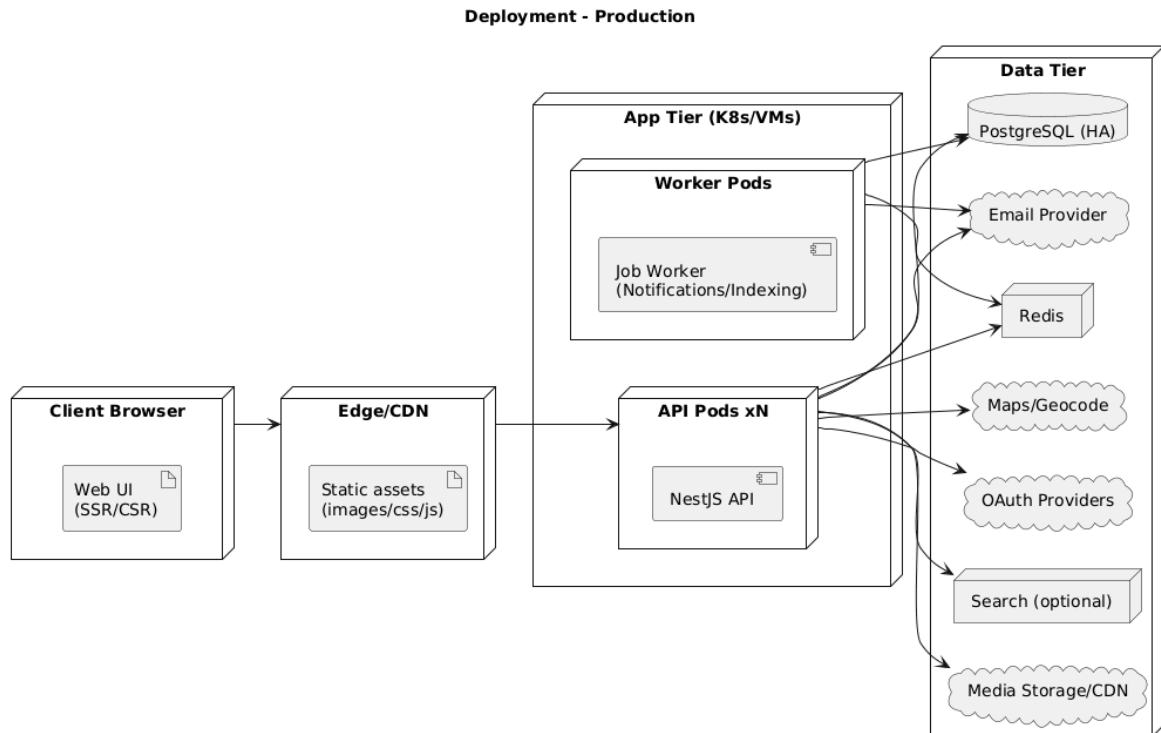 Deployment - Production
Client Browser
Web UI
(SSR/CSR)
Edge/CDN
Static assets
(images/css/js)
App Tier (K8s/VMs)
Worker Pods
Job Worker
(Notifications/Indexing)
API Pods xN
NestJS API
Data Tier
PostgreSQL (HA)
Email Provider
Redis
Maps/Geocode
OAuth Providers
Search (optional)
Media Storage/CDN